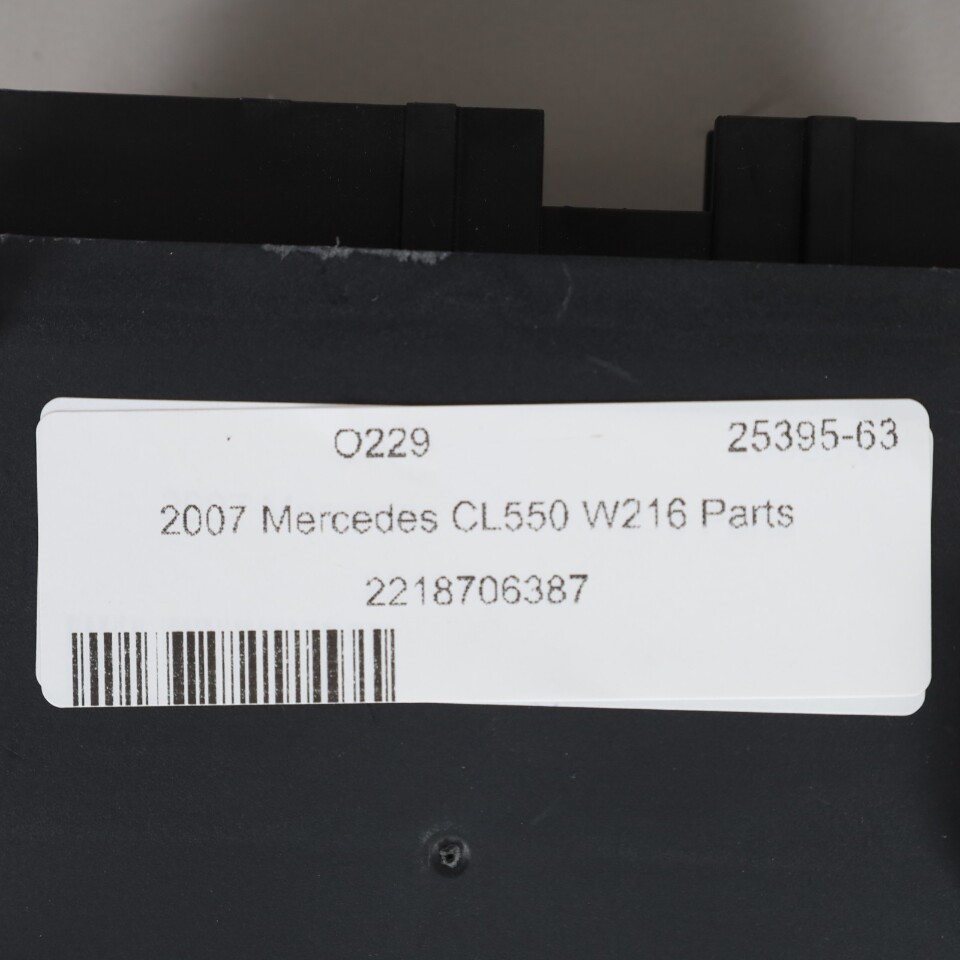 O229 25395-63
2007 Mercedes CL550 W216 Parts
2218706387